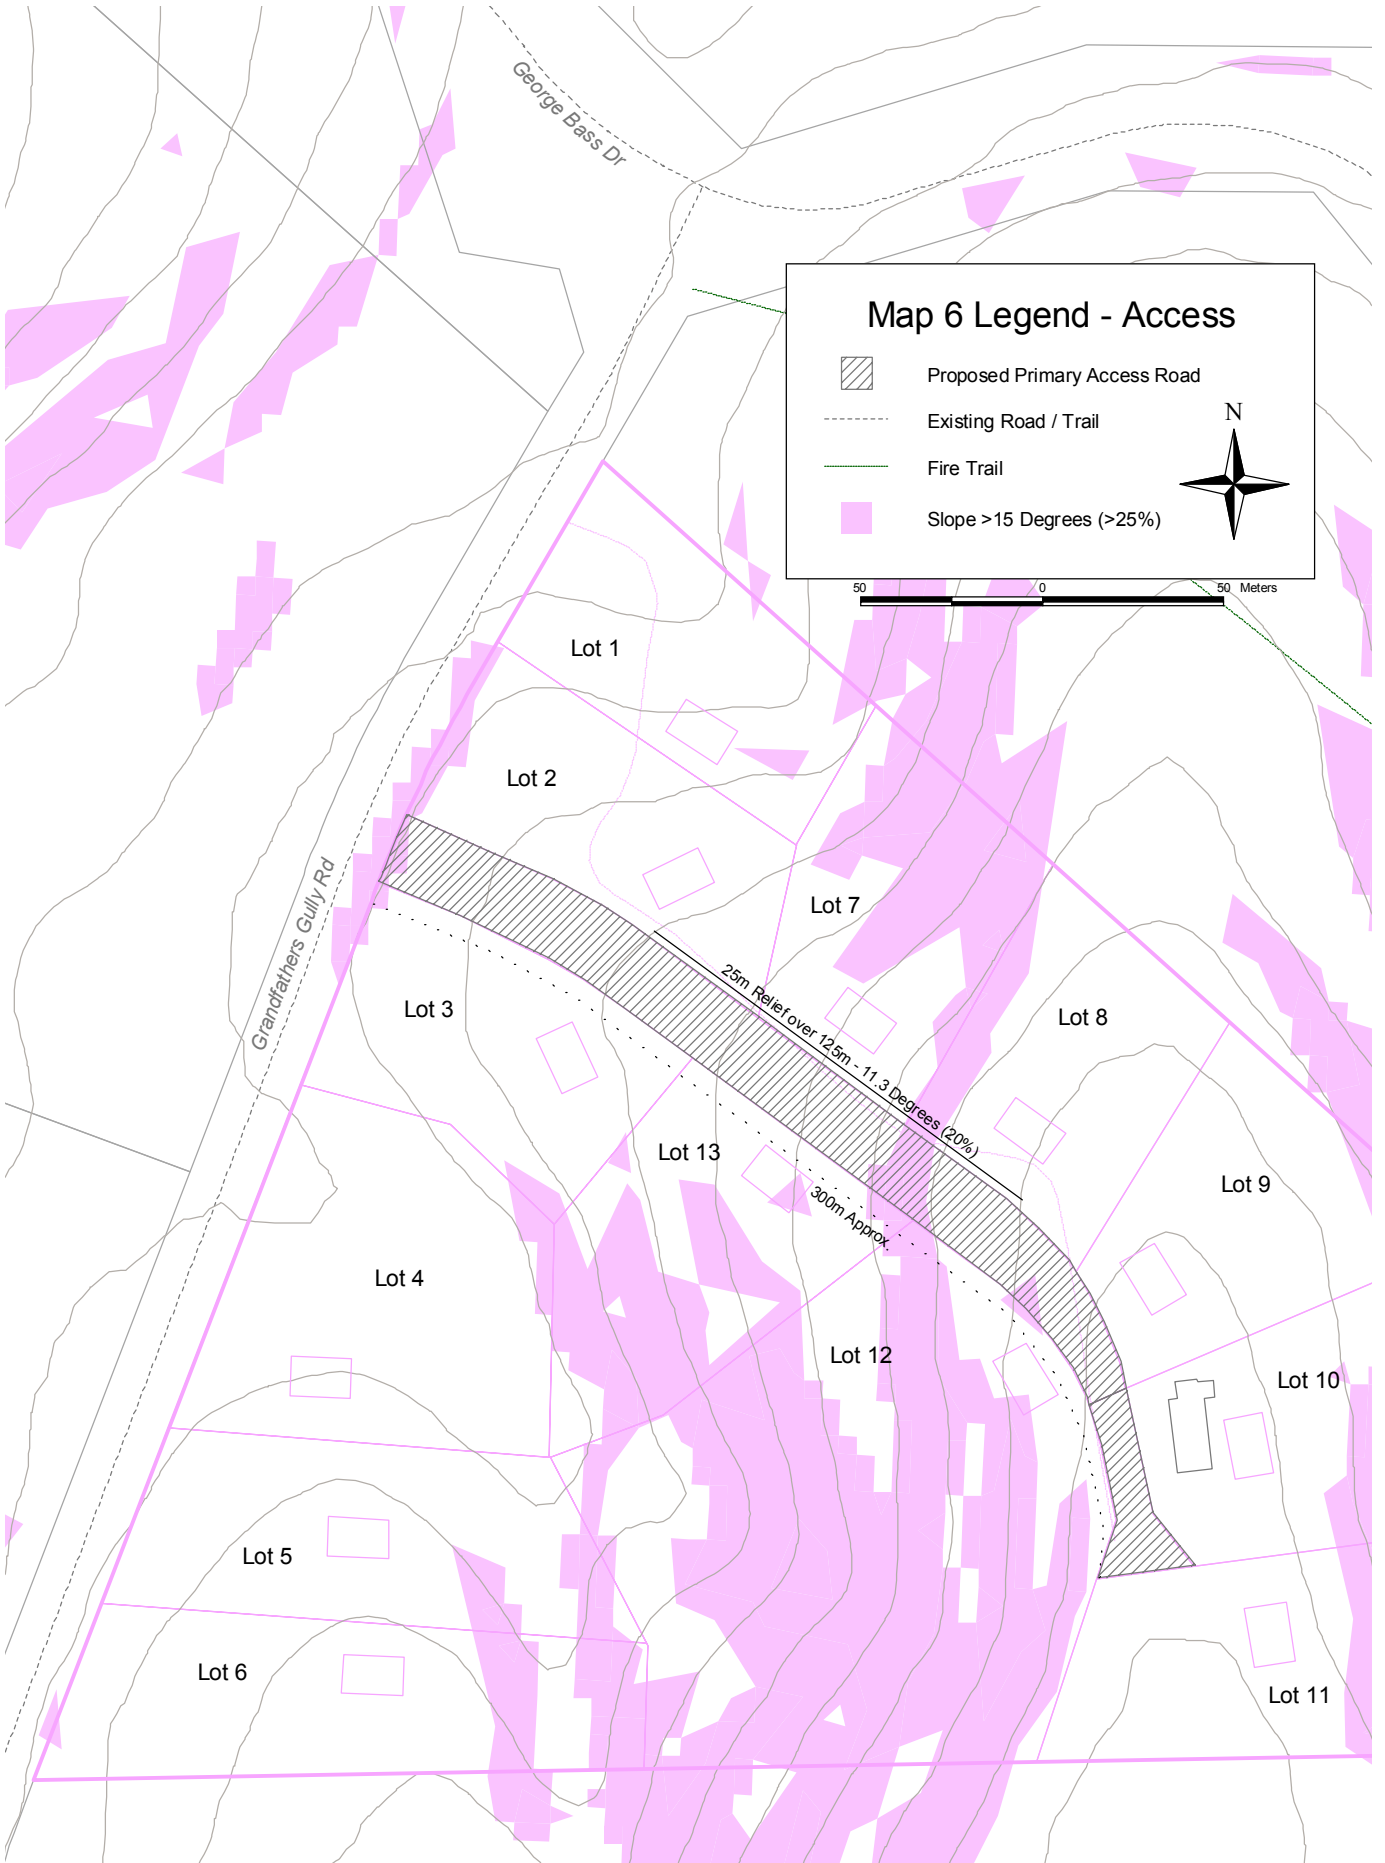 George Bass Dr
Map 6 Legend - Access
Proposed Primary Access Road
Existing Road / Trail
Fire Trail
Slope >15 Degrees (>25%)
N
50 0 50 Meters
Lot 1
Lot 2
Lot 7
Grandfathers Gully Rd
Lot 3
25m Relief over 125m - 11.3 Degrees (20%)
Lot 8
Lot 13
300m Approx.
Lot 9
Lot 4
Lot 12
Lot 10
Lot 5
Lot 6
Lot 11